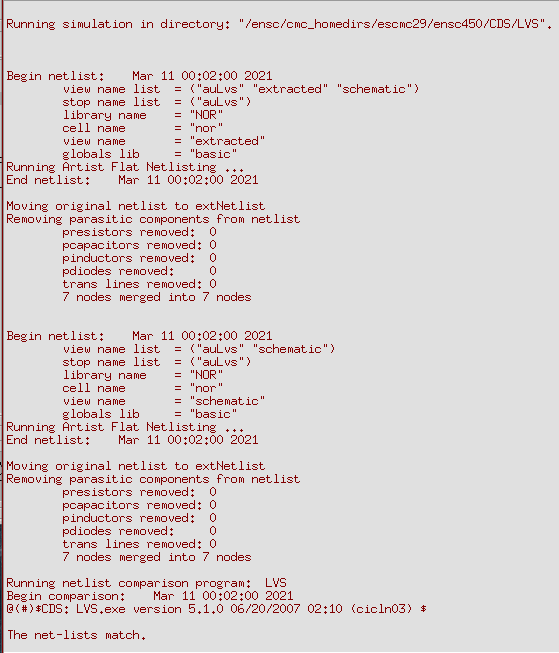 Running simulation in directory: "/ensc/cmc_homedirs/escmc29/ensc450/CDS/LVS".
Begin netlist:    Mar 11 00:02:00 2021
        view name list  = ("auLvs" "extracted" "schematic")
        stop name list  = ("auLvs")
        library name    = "NOR"
        cell name       = "nor"
        view name       = "extracted"
        globals lib     = "basic"
Running Artist Flat Netlisting ...
End netlist:    Mar 11 00:02:00 2021
Moving original netlist to extNetlist
Removing parasitic components from netlist
        presistors removed:  0
        pcapacitors removed: 0
        pinductors removed:  0
        pdiodes removed:     0
        trans lines removed: 0
        7 nodes merged into 7 nodes
Begin netlist:    Mar 11 00:02:00 2021
        view name list  = ("auLvs" "schematic")
        stop name list  = ("auLvs")
        library name    = "NOR"
        cell name       = "nor"
        view name       = "schematic"
        globals lib     = "basic"
Running Artist Flat Netlisting ...
End netlist:    Mar 11 00:02:00 2021
Moving original netlist to extNetlist
Removing parasitic components from netlist
        presistors removed:  0
        pcapacitors removed: 0
        pinductors removed:  0
        pdiodes removed:     0
        trans lines removed: 0
        7 nodes merged into 7 nodes
Running netlist comparison program:  LVS
Begin comparison:    Mar 11 00:02:00 2021
@(#)$CDS: LVS.exe version 5.1.0 06/20/2007 02:10 (cicln03) $
The net-lists match.